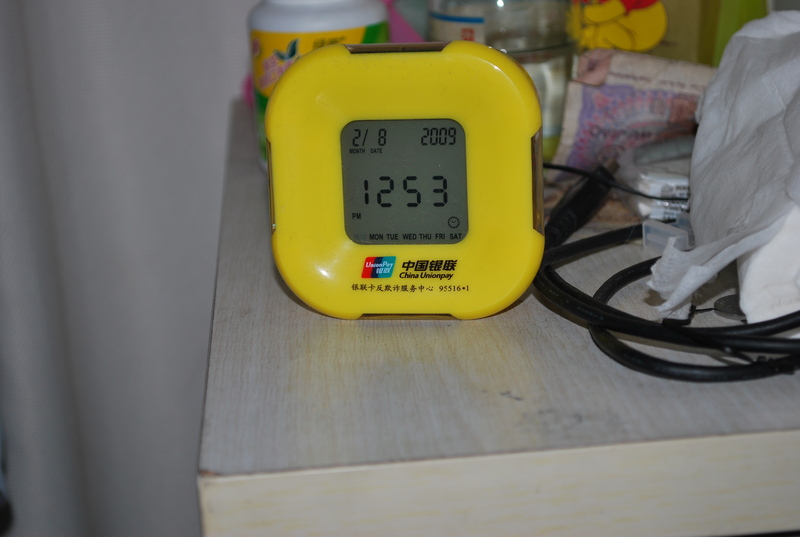 2/ 8 2009
MONTH DATE
1253
PM
MON TUE WED THU FRI SAT
UnionPay 中国银联
银联 China Unionpay
银联卡反欺诈服务中心 95516*1